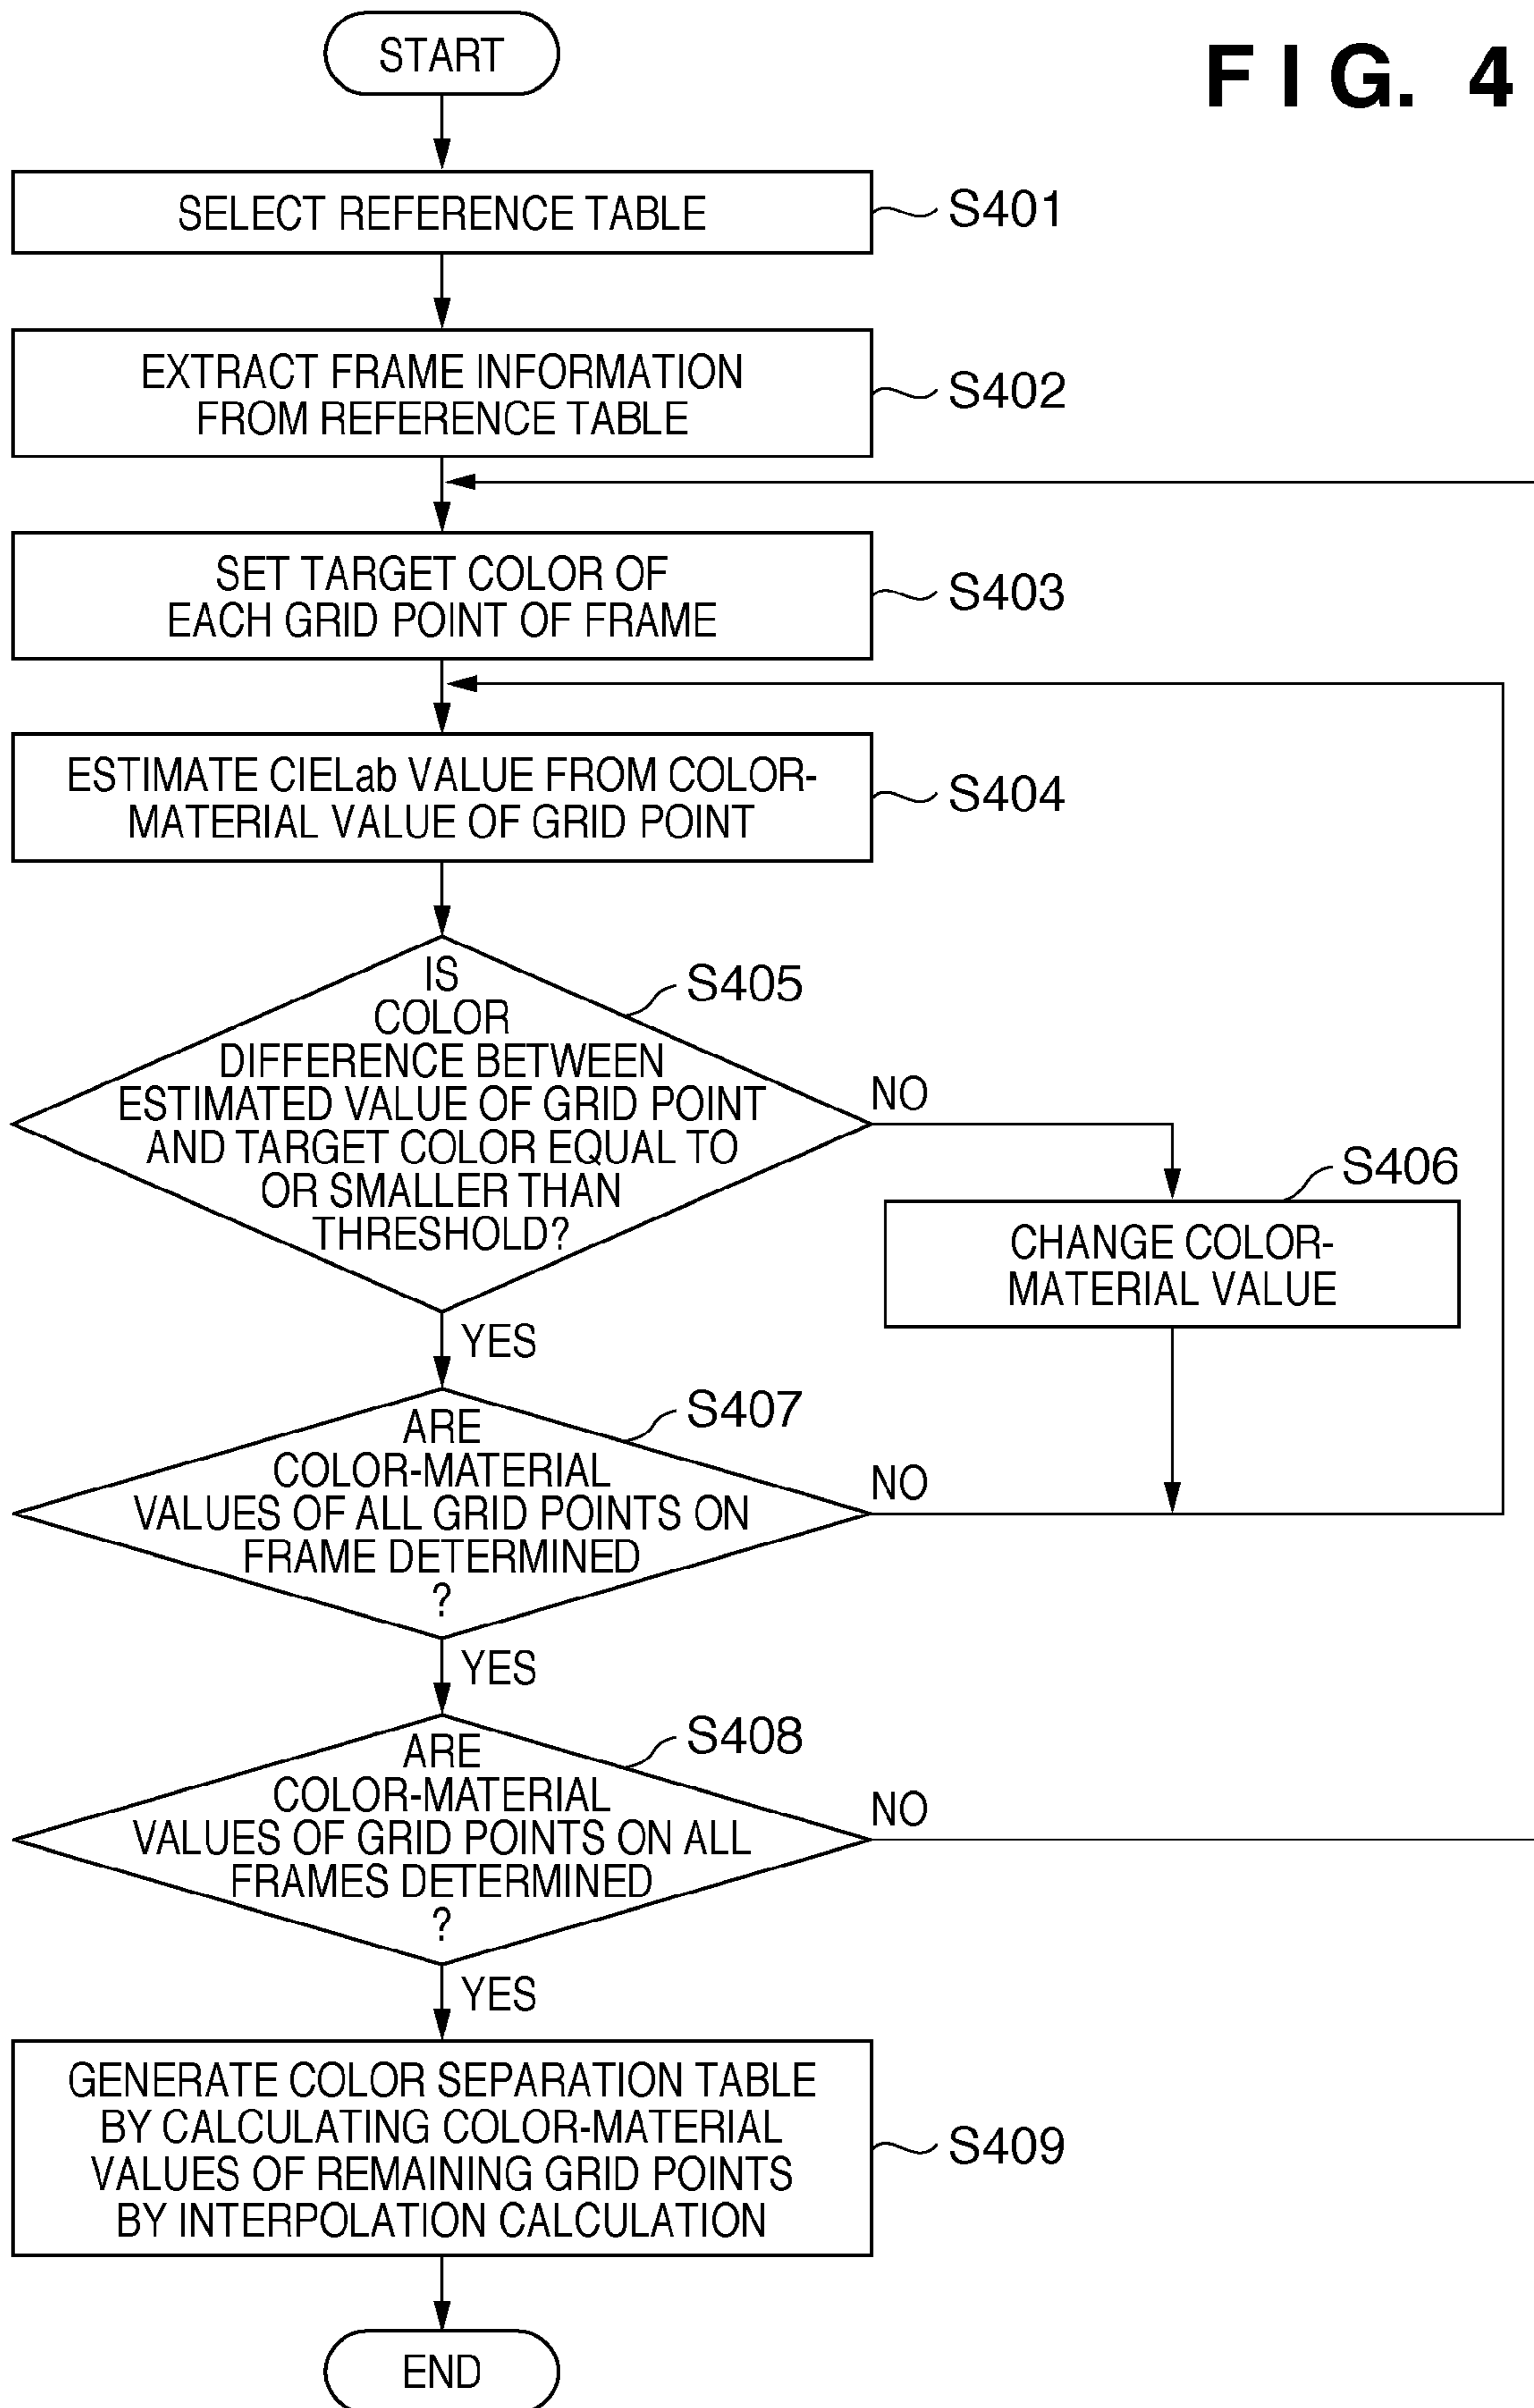 FIG. 4
START
SELECT REFERENCE TABLE
S401
EXTRACT FRAME INFORMATION
FROM REFERENCE TABLE
S402
SET TARGET COLOR OF
EACH GRID POINT OF FRAME
S403
ESTIMATE CIELab VALUE FROM COLOR-
MATERIAL VALUE OF GRID POINT
S404
IS
COLOR
DIFFERENCE BETWEEN
ESTIMATED VALUE OF GRID POINT
AND TARGET COLOR EQUAL TO
OR SMALLER THAN
THRESHOLD?
S405
NO
S406
CHANGE COLOR-
MATERIAL VALUE
YES
ARE
COLOR-MATERIAL
VALUES OF ALL GRID POINTS ON
FRAME DETERMINED
?
S407
NO
YES
ARE
COLOR-MATERIAL
VALUES OF GRID POINTS ON ALL
FRAMES DETERMINED
?
S408
NO
YES
GENERATE COLOR SEPARATION TABLE
BY CALCULATING COLOR-MATERIAL
VALUES OF REMAINING GRID POINTS
BY INTERPOLATION CALCULATION
S409
END